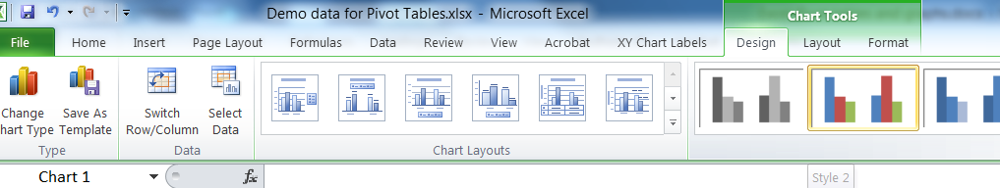 Demo data for Pivot Tables.xlsx - Microsoft Excel
Chart Tools
File Home Insert Page Layout Formulas Data Review View Acrobat XY Chart Labels Design Layout Format
Change Save As Switch Select
hart Type Template Row/Column Data
Type Data Chart Layouts
Chart 1 fx
Style 2